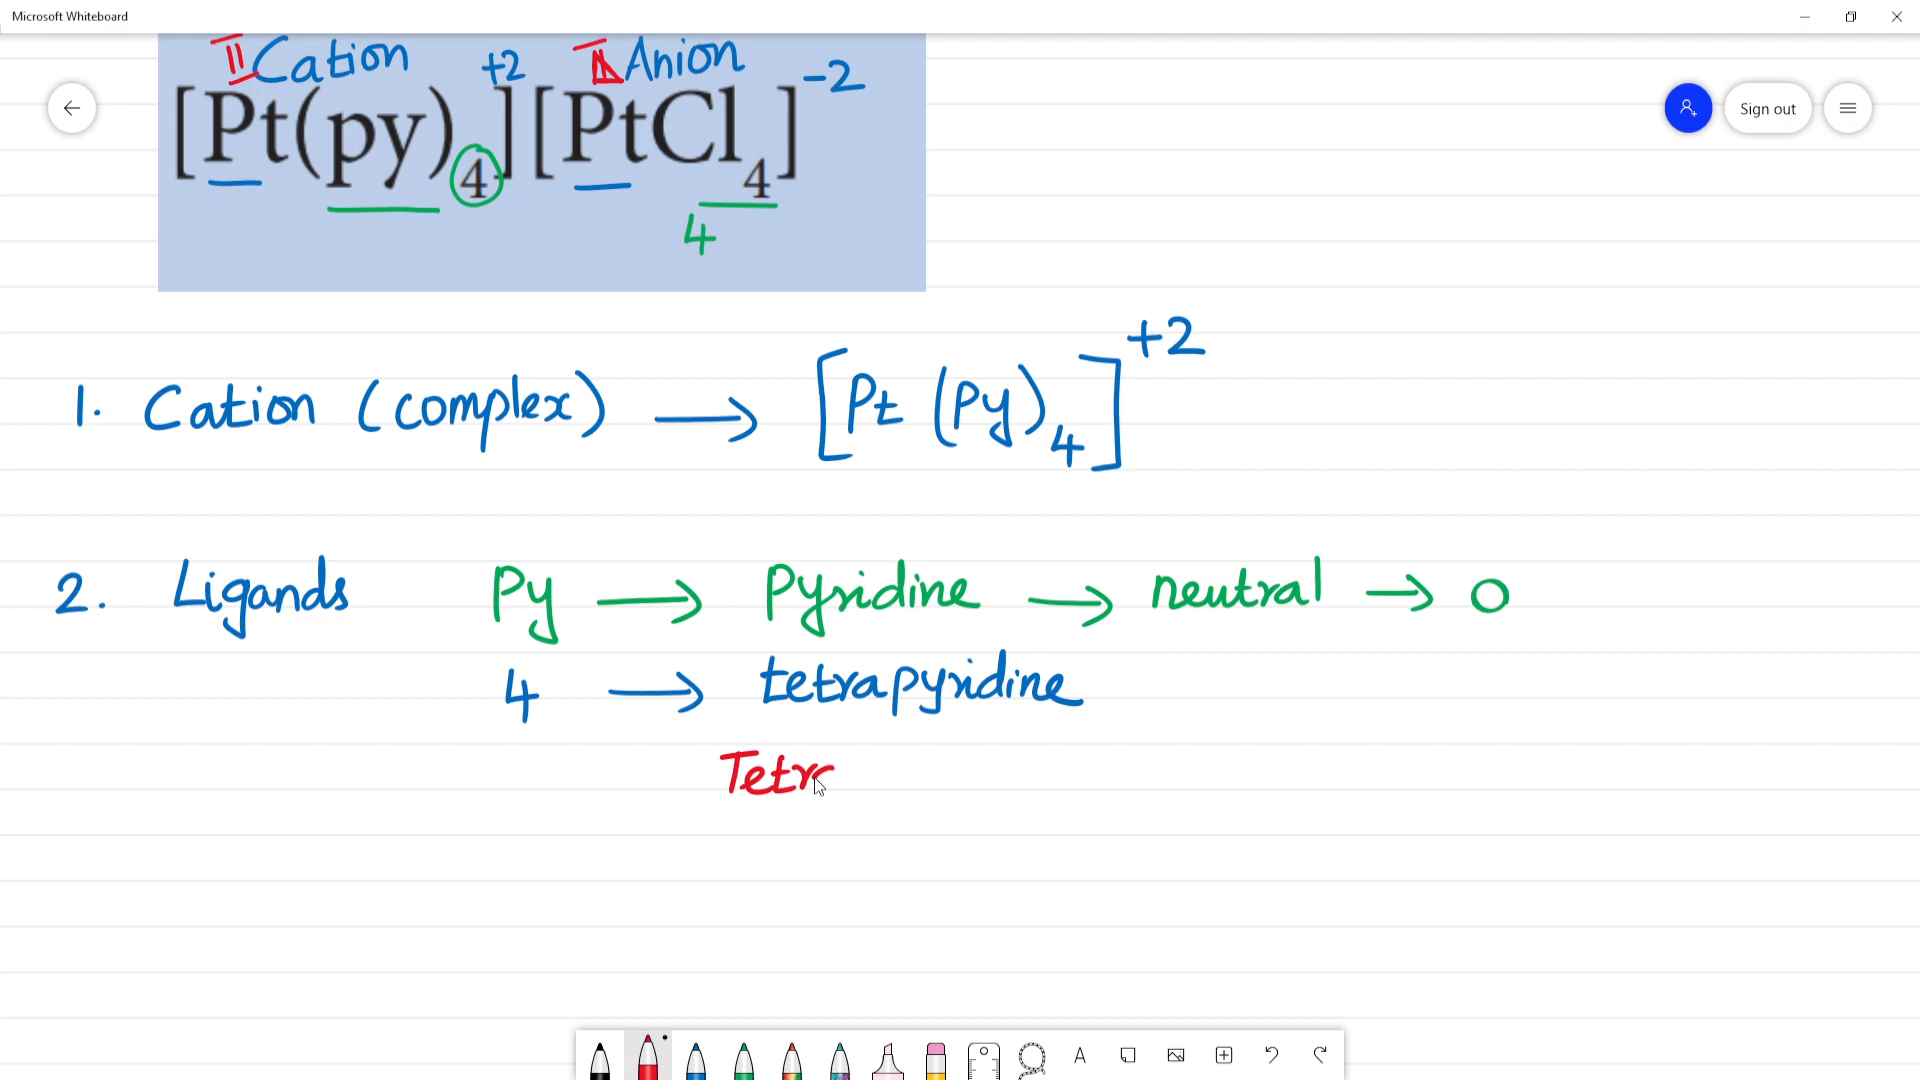 Microsoft Whiteboard
II Cation +2 II Anion -2
[Pt(py)4][PtCl4]
4
Sign out
1. Cation (complex) → [Pt (Py)4]+2
2. Ligands Py → Pyridine → neutral → 0
4 → tetrapyridine
Tetr
A